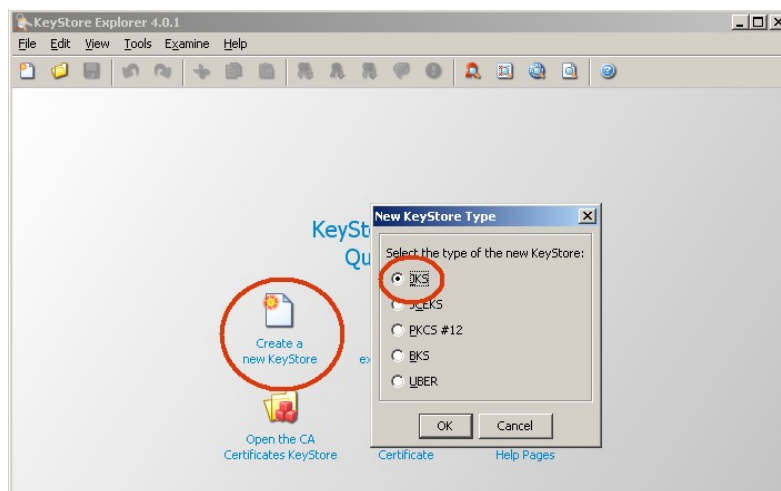 KeyStore Explorer 4.0.1
File Edit View Tools Examine Help
KeySt
Qu
New KeyStore Type
Select the type of the new KeyStore:
JKS
JCEKS
PKCS #12
BKS
UBER
OK Cancel
Create a
new KeyStore
ex
Open the CA
Certificates KeyStore
Certificate
Help Pages